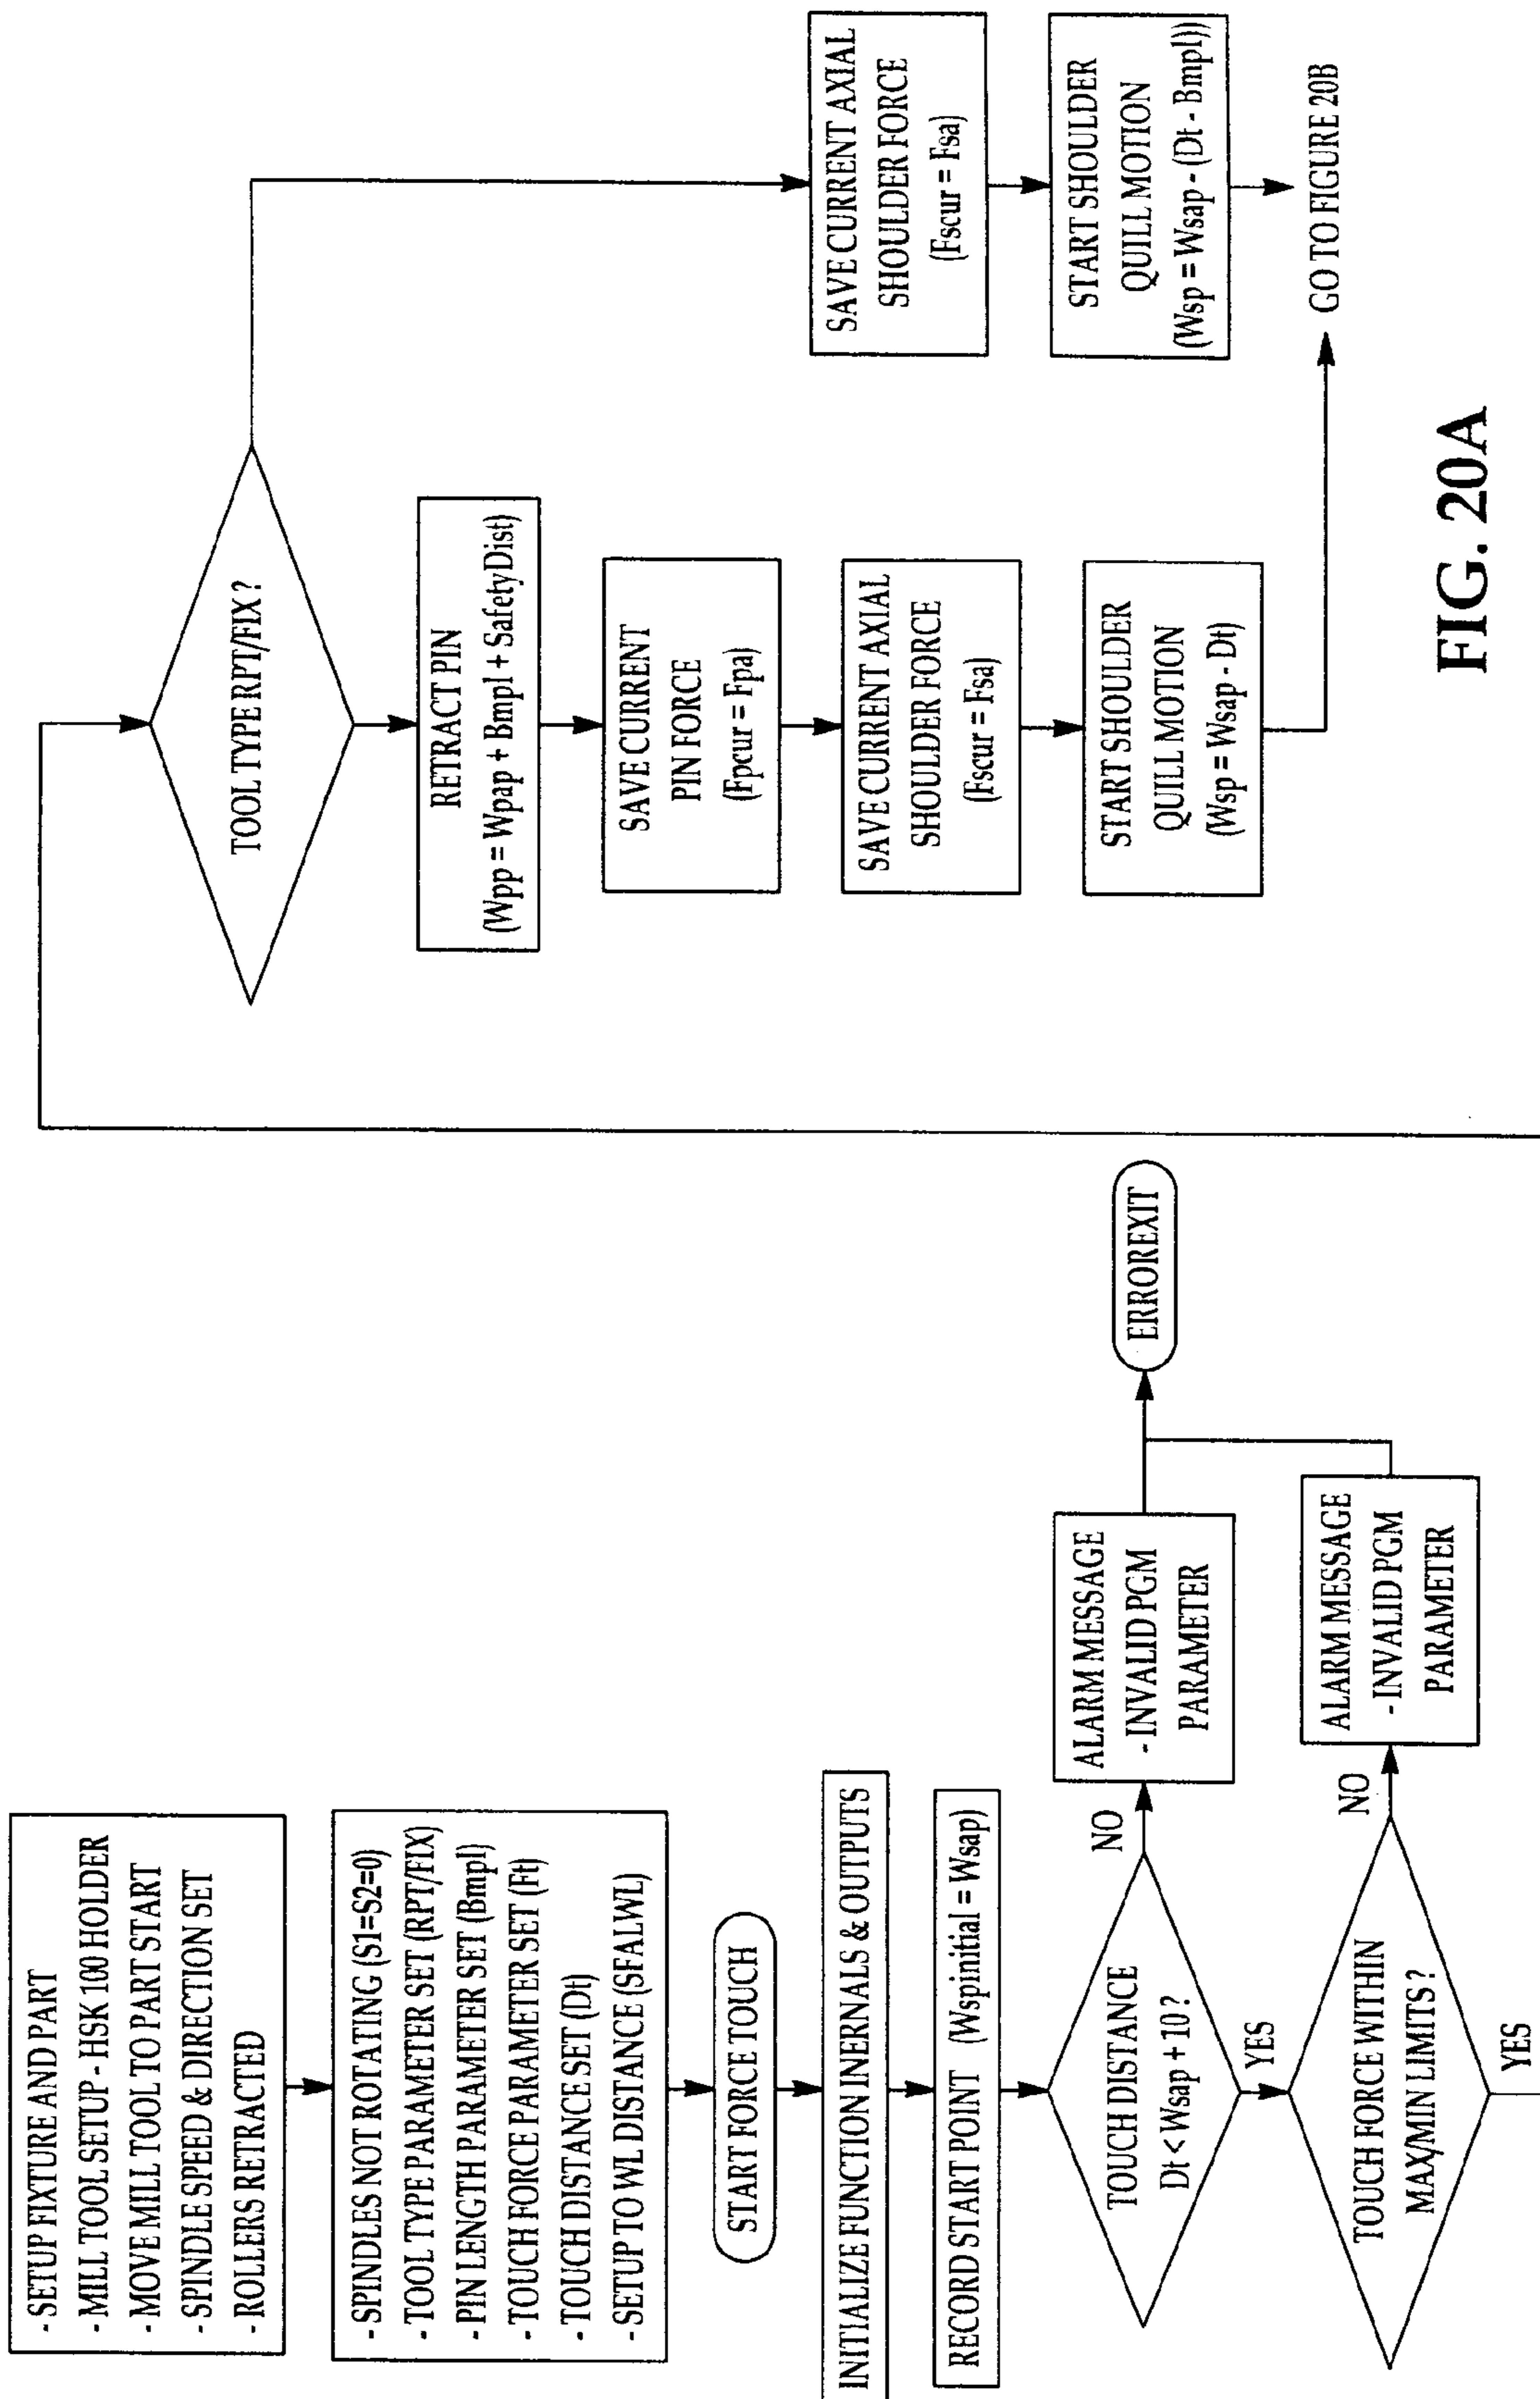 - SETUP FIXTURE AND PART
- MILL TOOL SETUP - HSK 100 HOLDER
- MOVE MILL TOOL TO PART START
- SPINDLE SPEED & DIRECTION SET
- ROLLERS RETRACTED
- SPINDLES NOT ROTATING (S1=S2=0)
- TOOL TYPE PARAMETER SET (RPT/FIX)
- PIN LENGTH PARAMETER SET (Bmpl)
- TOUCH FORCE PARAMETER SET (Ft)
- TOUCH DISTANCE SET (Dt)
- SETUP TO WL DISTANCE (SFALWL)
START FORCE TOUCH
INITIALIZE FUNCTION INERNALS & OUTPUTS
RECORD START POINT (Wspinitial = Wsap)
TOUCH DISTANCE
Dt < Wsap + 10 ?
NO
ALARM MESSAGE
- INVALID PGM
PARAMETER
ERROREXIT
YES
TOUCH FORCE WITHIN
MAX/MIN LIMITS ?
NO
ALARM MESSAGE
- INVALID PGM
PARAMETER
YES
TOOL TYPE RPT/FIX ?
RETRACT PIN
(Wpp = Wpap + Bmpl + SafetyDist)
SAVE CURRENT
PIN FORCE
(Fpcur = Fpa)
SAVE CURRENT AXIAL
SHOULDER FORCE
(Fscur = Fsa)
START SHOULDER
QUILL MOTION
(Wsp = Wsap - Dt)
SAVE CURRENT AXIAL
SHOULDER FORCE
(Fscur = Fsa)
START SHOULDER
QUILL MOTION
(Wsp = Wsap - (Dt - Bmpl))
GO TO FIGURE 20B
FIG. 20A